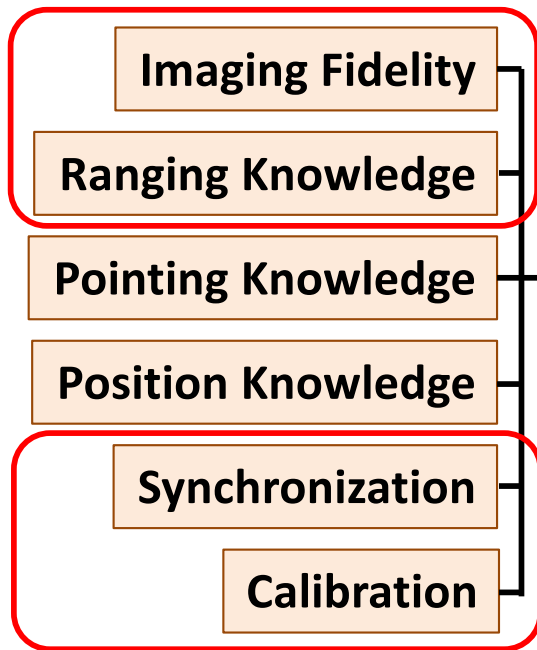 Imaging Fidelity
Ranging Knowledge
Pointing Knowledge
Position Knowledge
Synchronization
Calibration